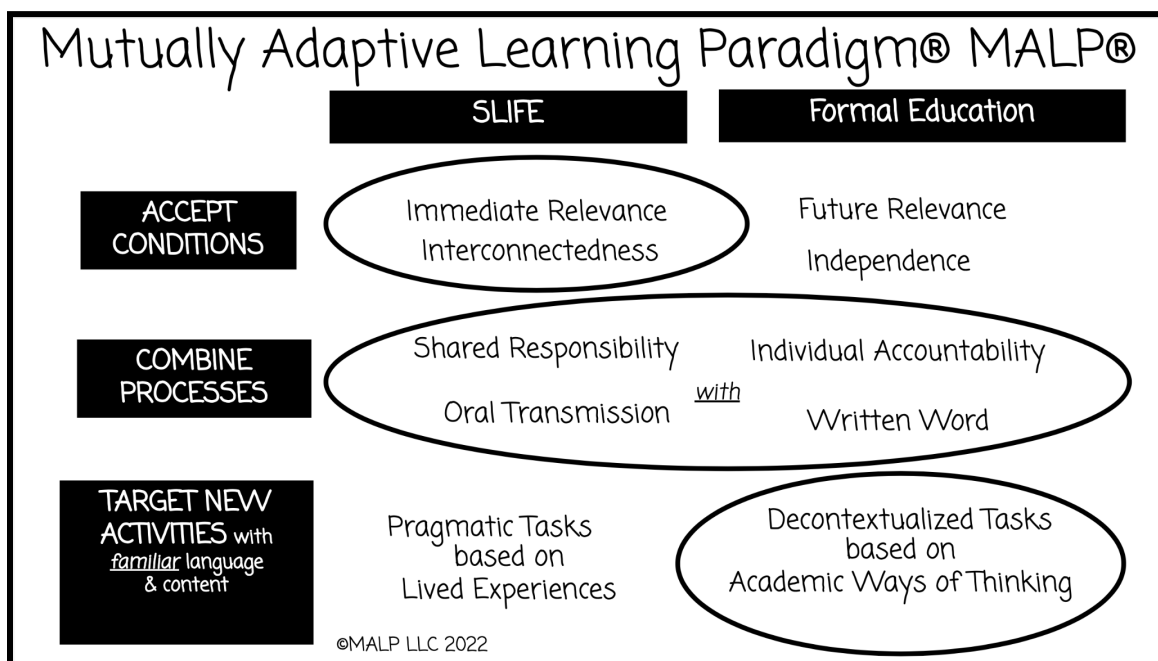 Mutually Adaptive Learning Paradigm® MALP®
SLIFE
Formal Education
ACCEPT
CONDITIONS
Immediate Relevance
Interconnectedness
Future Relevance
Independence
COMBINE
PROCESSES
Shared Responsibility
Oral Transmission
with
Individual Accountability
Written Word
TARGET NEW
ACTIVITIES with
familiar language
& content
Pragmatic Tasks
based on
Lived Experiences
Decontextualized Tasks
based on
Academic Ways of Thinking
©MALP LLC 2022